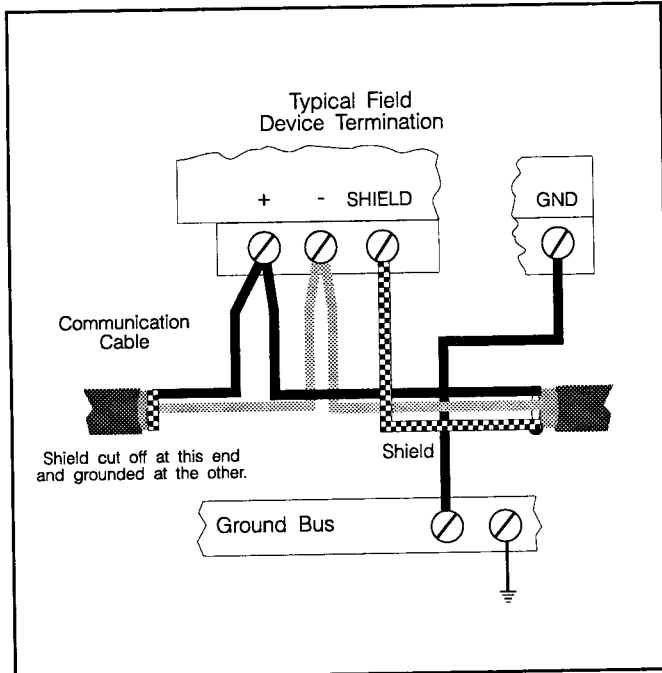 Typical Field
Device Termination
+ - SHIELD
GND
Communication
Cable
Shield cut off at this end
and grounded at the other.
Shield
Ground Bus